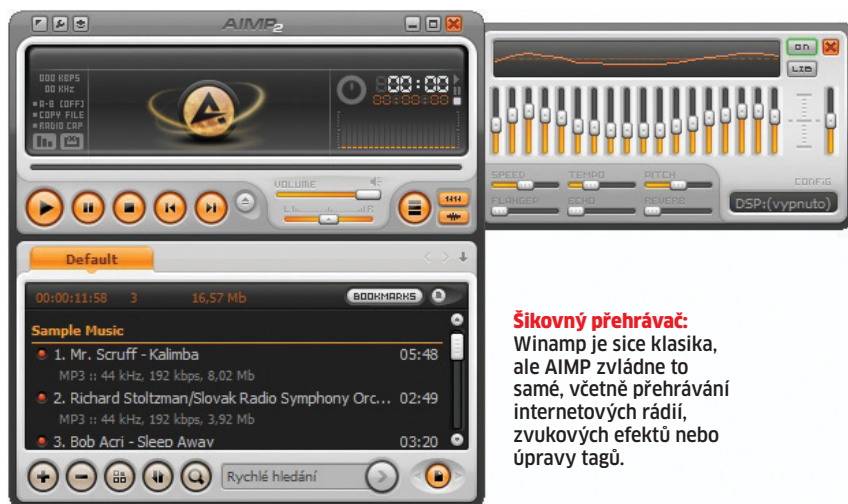 AIMP2
000 KBPS
00 KHz
A-B (OFF)
COPY FILE
RADIO CAP
00:00
00:00:00
VOLUME
L R
Default
00:00:11:58 3 16,57 Mb BOOKMARKS
Sample Music
1. Mr. Scruff - Kalimba 05:48
MP3 :: 44 kHz, 192 kbps, 8,02 Mb
2. Richard Stoltzman/Slovak Radio Symphony Orc... 02:49
MP3 :: 44 kHz, 192 kbps, 3,92 Mb
3. Bob Acri - Sleep Away 03:20
Rychlé hledání
on
LIB
SPEED TEMPO PITCH
CONFIG
FLANGER ECHO REVERB
DSP:(vypnuto)
Šikovný přehrávač:
Winamp je sice klasika,
ale AIMP zvládne to
samé, včetně přehrávání
internetových rádií,
zvukových efektů nebo
úpravy tagů.